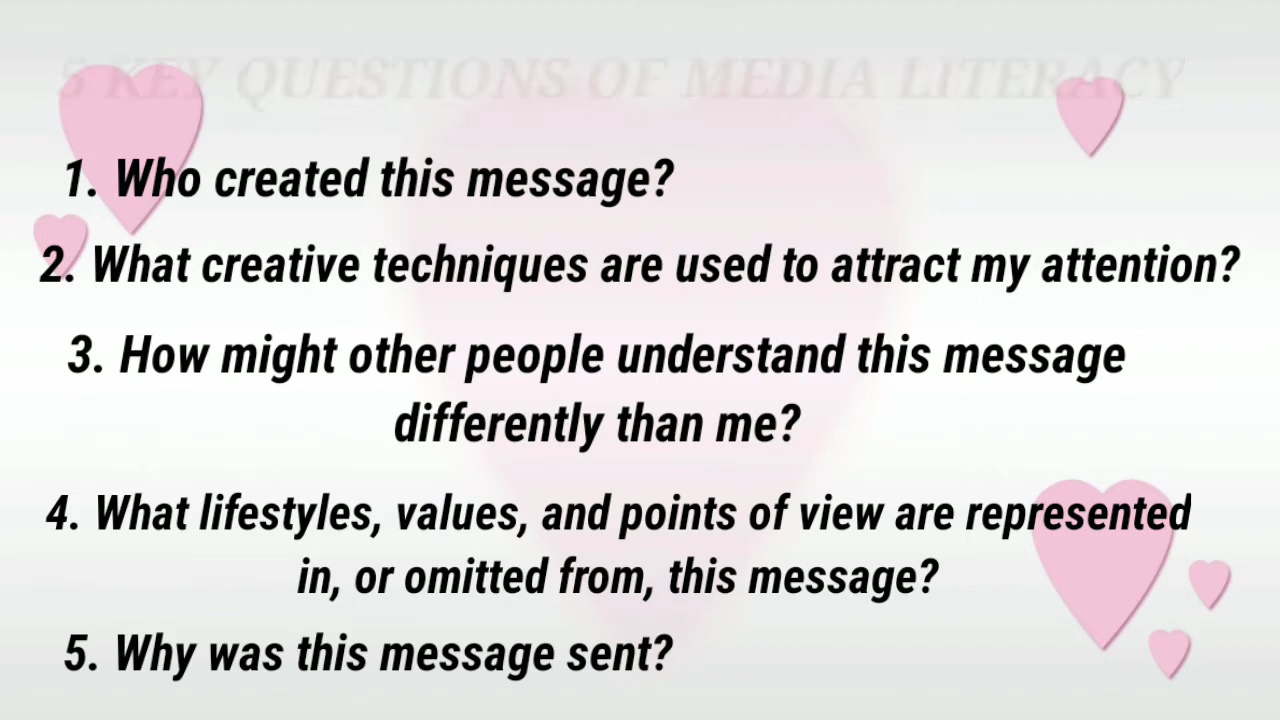 5 KEY QUESTIONS OF MEDIA LITERACY
1. Who created this message?
2. What creative techniques are used to attract my attention?
3. How might other people understand this message
differently than me?
4. What lifestyles, values, and points of view are represented
in, or omitted from, this message?
5. Why was this message sent?